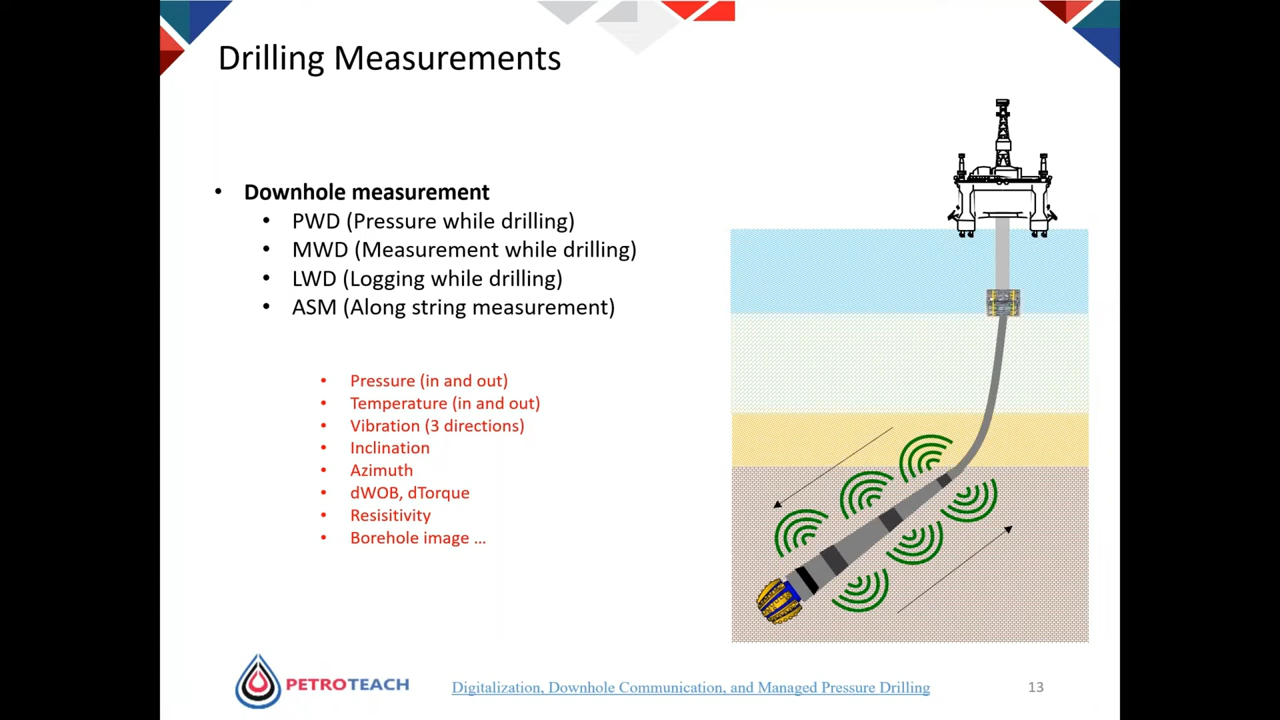 Drilling Measurements
• Downhole measurement
• PWD (Pressure while drilling)
• MWD (Measurement while drilling)
• LWD (Logging while drilling)
• ASM (Along string measurement)
• Pressure (in and out)
• Temperature (in and out)
• Vibration (3 directions)
• Inclination
• Azimuth
• dWOB, dTorque
• Resisitivity
• Borehole image ...
PETROTEACH
Digitalization, Downhole Communication, and Managed Pressure Drilling
13